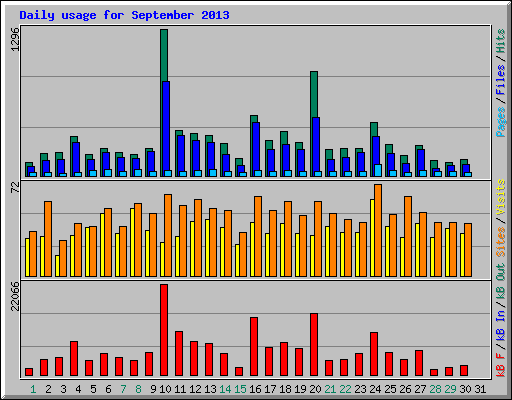 Daily usage for September 2013
1296
Pages / Files / Hits
72
Sites / Visits
22066
kB F / kB In / kB Out
1 2 3 4 5 6 7 8 9 10 11 12 13 14 15 16 17 18 19 20 21 22 23 24 25 26 27 28 29 30 31